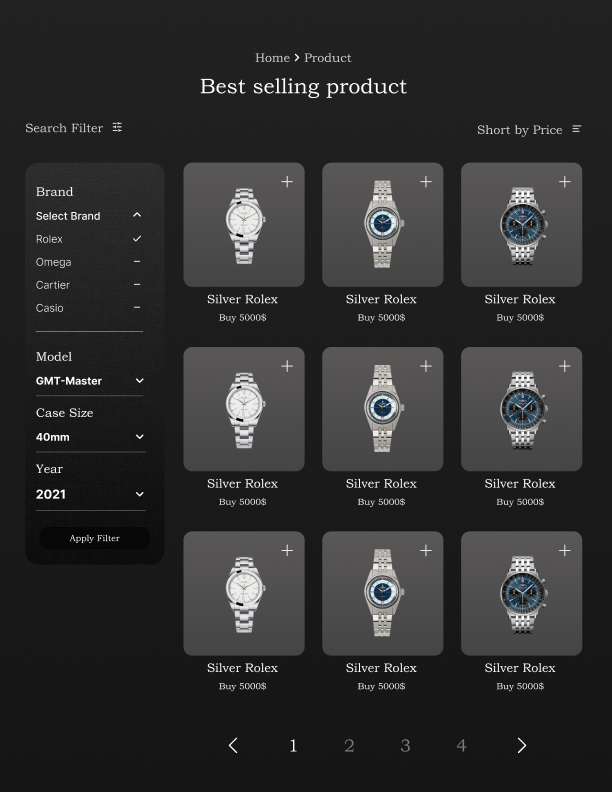 Home > Product
Best selling product
Search Filter
Short by Price
Brand
Select Brand
Rolex
Omega
Cartier
Casio
Model
GMT-Master
Case Size
40mm
Year
2021
Apply Filter
Silver Rolex
Buy 5000$
Silver Rolex
Buy 5000$
Silver Rolex
Buy 5000$
Silver Rolex
Buy 5000$
Silver Rolex
Buy 5000$
Silver Rolex
Buy 5000$
Silver Rolex
Buy 5000$
Silver Rolex
Buy 5000$
Silver Rolex
Buy 5000$
1 2 3 4